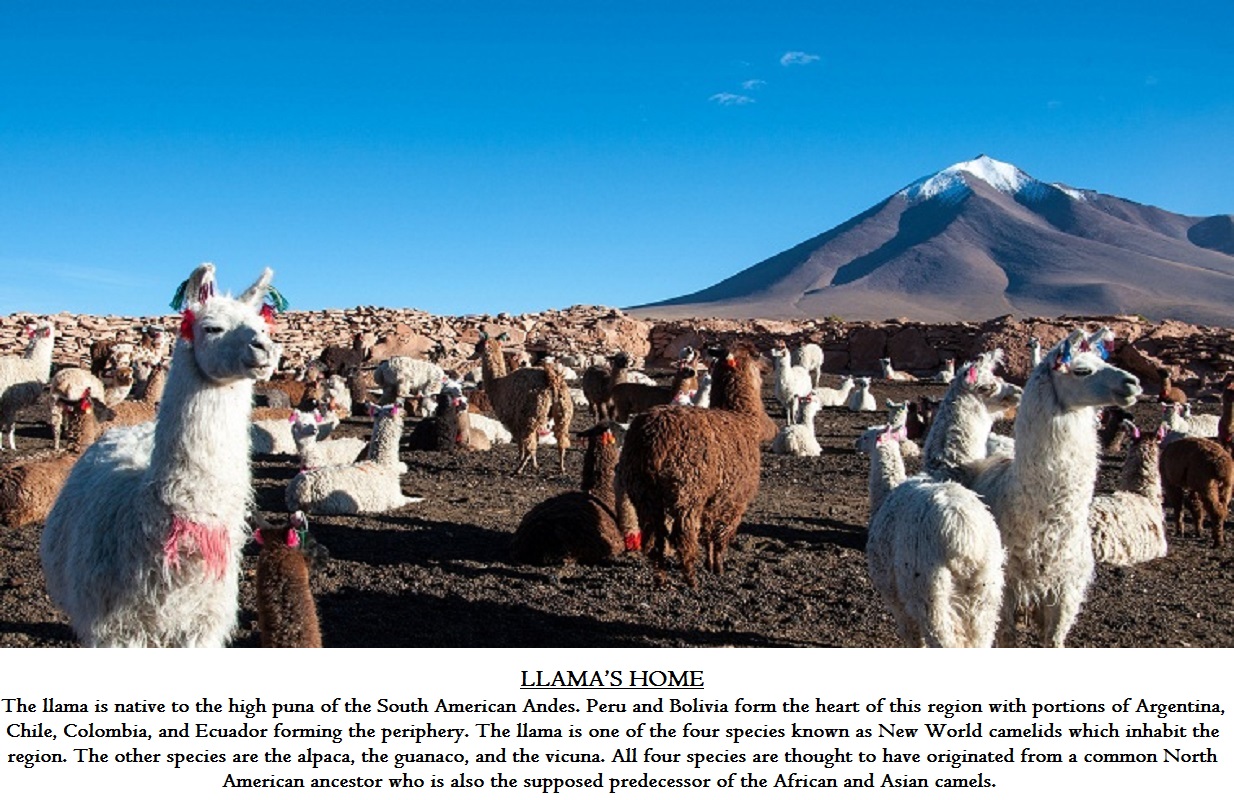 LLAMA'S HOME
The llama is native to the high puna of the South American Andes. Peru and Bolivia form the heart of this region with portions of Argentina,
Chile, Colombia, and Ecuador forming the periphery. The llama is one of the four species known as New World camelids which inhabit the
region. The other species are the alpaca, the guanaco, and the vicuna. All four species are thought to have originated from a common North
American ancestor who is also the supposed predecessor of the African and Asian camels.